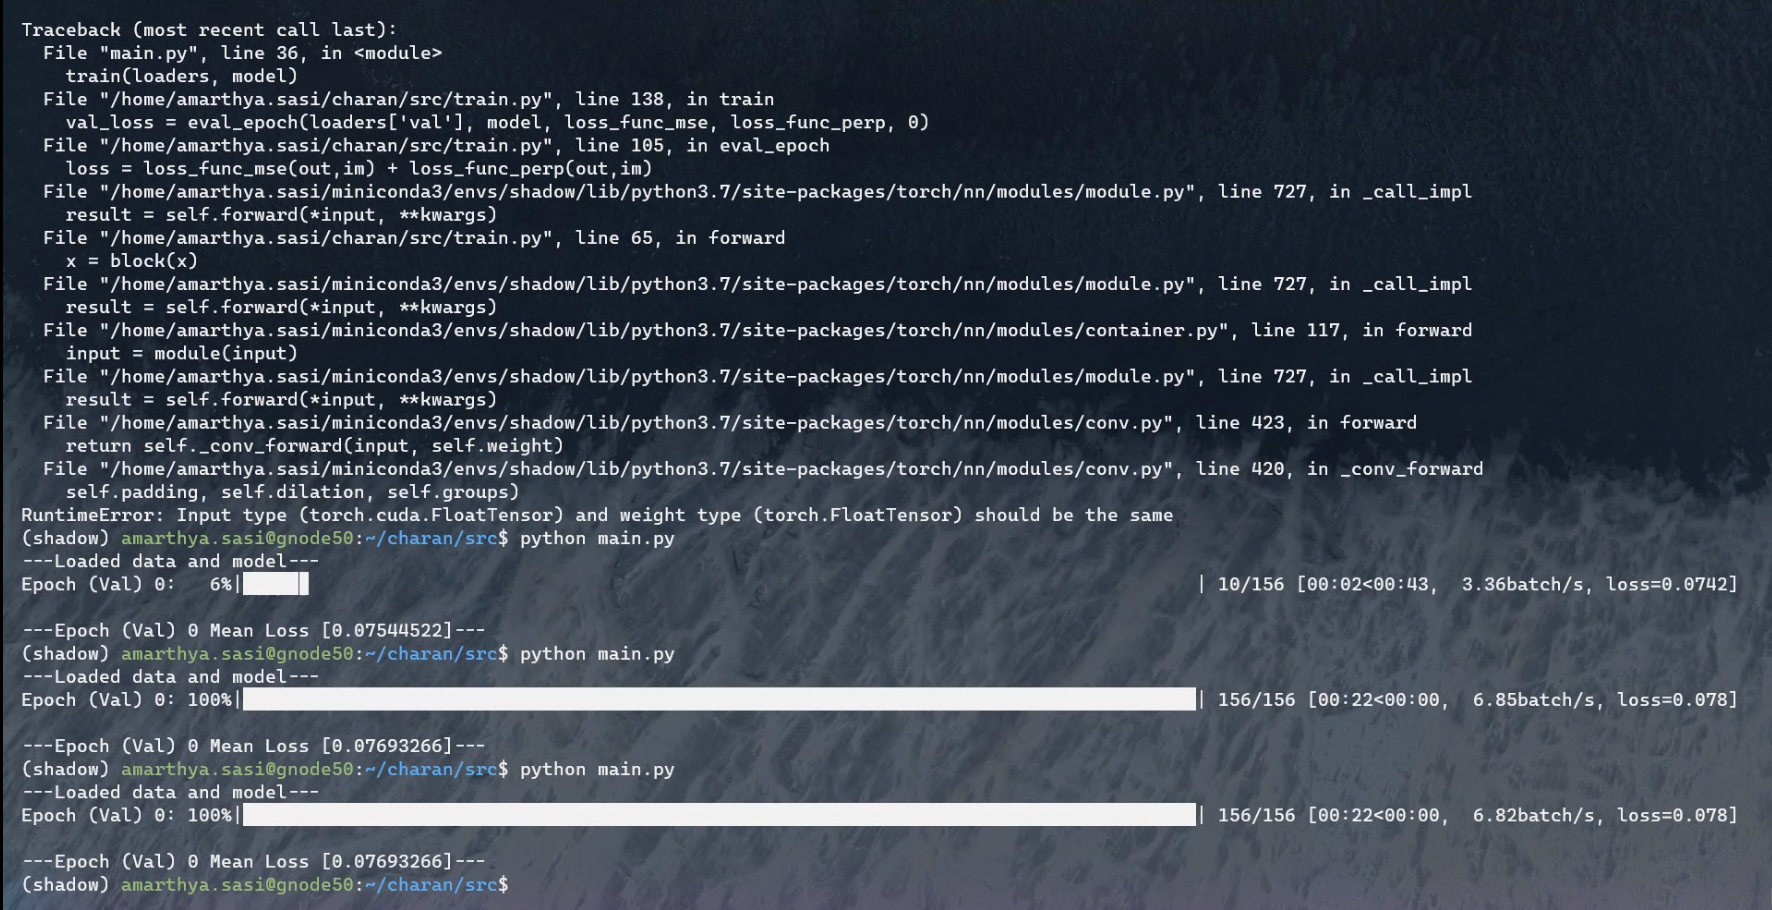 Traceback (most recent call last):
  File "main.py", line 36, in <module>
    train(loaders, model)
  File "/home/amarthya.sasi/charan/src/train.py", line 138, in train
    val_loss = eval_epoch(loaders['val'], model, loss_func_mse, loss_func_perp, 0)
  File "/home/amarthya.sasi/charan/src/train.py", line 105, in eval_epoch
    loss = loss_func_mse(out,im) + loss_func_perp(out,im)
  File "/home/amarthya.sasi/miniconda3/envs/shadow/lib/python3.7/site-packages/torch/nn/modules/module.py", line 727, in _call_impl
    result = self.forward(*input, **kwargs)
  File "/home/amarthya.sasi/charan/src/train.py", line 65, in forward
    x = block(x)
  File "/home/amarthya.sasi/miniconda3/envs/shadow/lib/python3.7/site-packages/torch/nn/modules/module.py", line 727, in _call_impl
    result = self.forward(*input, **kwargs)
  File "/home/amarthya.sasi/miniconda3/envs/shadow/lib/python3.7/site-packages/torch/nn/modules/container.py", line 117, in forward
    input = module(input)
  File "/home/amarthya.sasi/miniconda3/envs/shadow/lib/python3.7/site-packages/torch/nn/modules/module.py", line 727, in _call_impl
    result = self.forward(*input, **kwargs)
  File "/home/amarthya.sasi/miniconda3/envs/shadow/lib/python3.7/site-packages/torch/nn/modules/conv.py", line 423, in forward
    return self._conv_forward(input, self.weight)
  File "/home/amarthya.sasi/miniconda3/envs/shadow/lib/python3.7/site-packages/torch/nn/modules/conv.py", line 420, in _conv_forward
    self.padding, self.dilation, self.groups)
RuntimeError: Input type (torch.cuda.FloatTensor) and weight type (torch.FloatTensor) should be the same
(shadow) amarthya.sasi@gnode50:~/charan/src$ python main.py
---Loaded data and model---
Epoch (Val) 0:   6%| | 10/156 [00:02<00:43,  3.36batch/s, loss=0.0742]
---Epoch (Val) 0 Mean Loss [0.07544522]---
(shadow) amarthya.sasi@gnode50:~/charan/src$ python main.py
---Loaded data and model---
Epoch (Val) 0: 100%| | 156/156 [00:22<00:00,  6.85batch/s, loss=0.078]
---Epoch (Val) 0 Mean Loss [0.07693266]---
(shadow) amarthya.sasi@gnode50:~/charan/src$ python main.py
---Loaded data and model---
Epoch (Val) 0: 100%| | 156/156 [00:22<00:00,  6.82batch/s, loss=0.078]
---Epoch (Val) 0 Mean Loss [0.07693266]---
(shadow) amarthya.sasi@gnode50:~/charan/src$